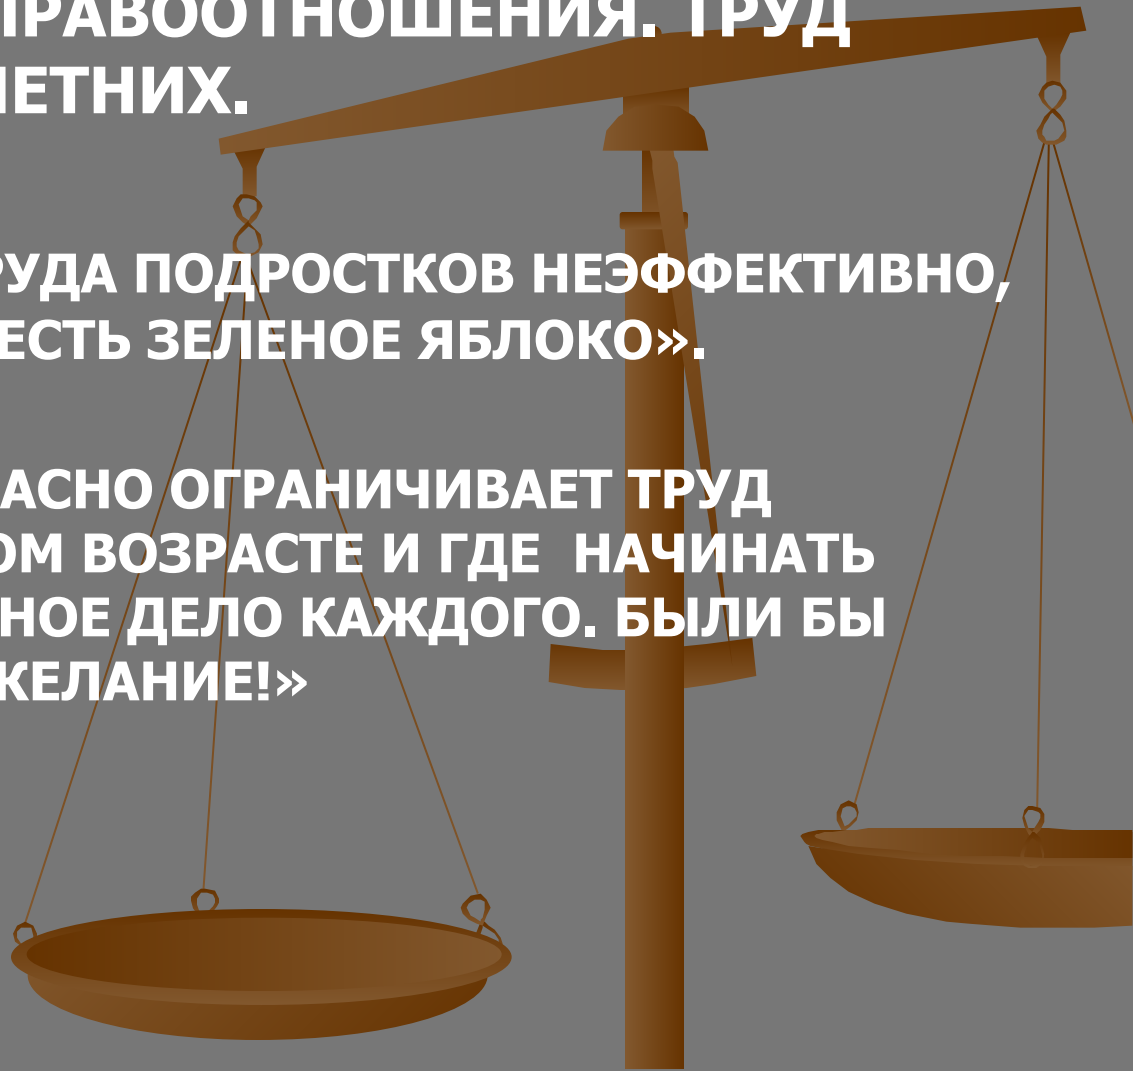 ПРАВООТНОШЕНИЯ. ТРУД
ЛЕТНИХ.
РУДА ПОДРОСТКОВ НЕЭФФЕКТИВНО,
ЕСТЬ ЗЕЛЕНОЕ ЯБЛОКО».
АСНО ОГРАНИЧИВАЕТ ТРУД
ОМ ВОЗРАСТЕ И ГДЕ НАЧИНАТЬ
НОЕ ДЕЛО КАЖДОГО. БЫЛИ БЫ
ЖЕЛАНИЕ!»